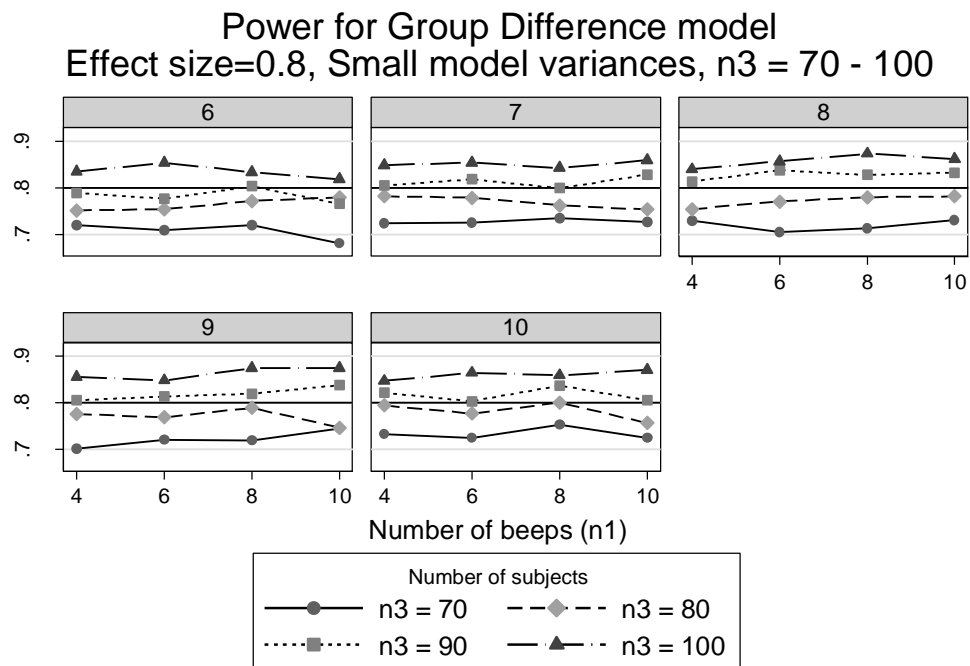 Power for Group Difference model
Effect size=0.8, Small model variances, n3 = 70 - 100
6
7
8
.9
.8
.7
4
6
8
10
9
10
.9
.8
.7
4
6
8
10
4
6
8
10
Number of beeps (n1)
Number of subjects
n3 = 70
n3 = 80
n3 = 90
n3 = 100